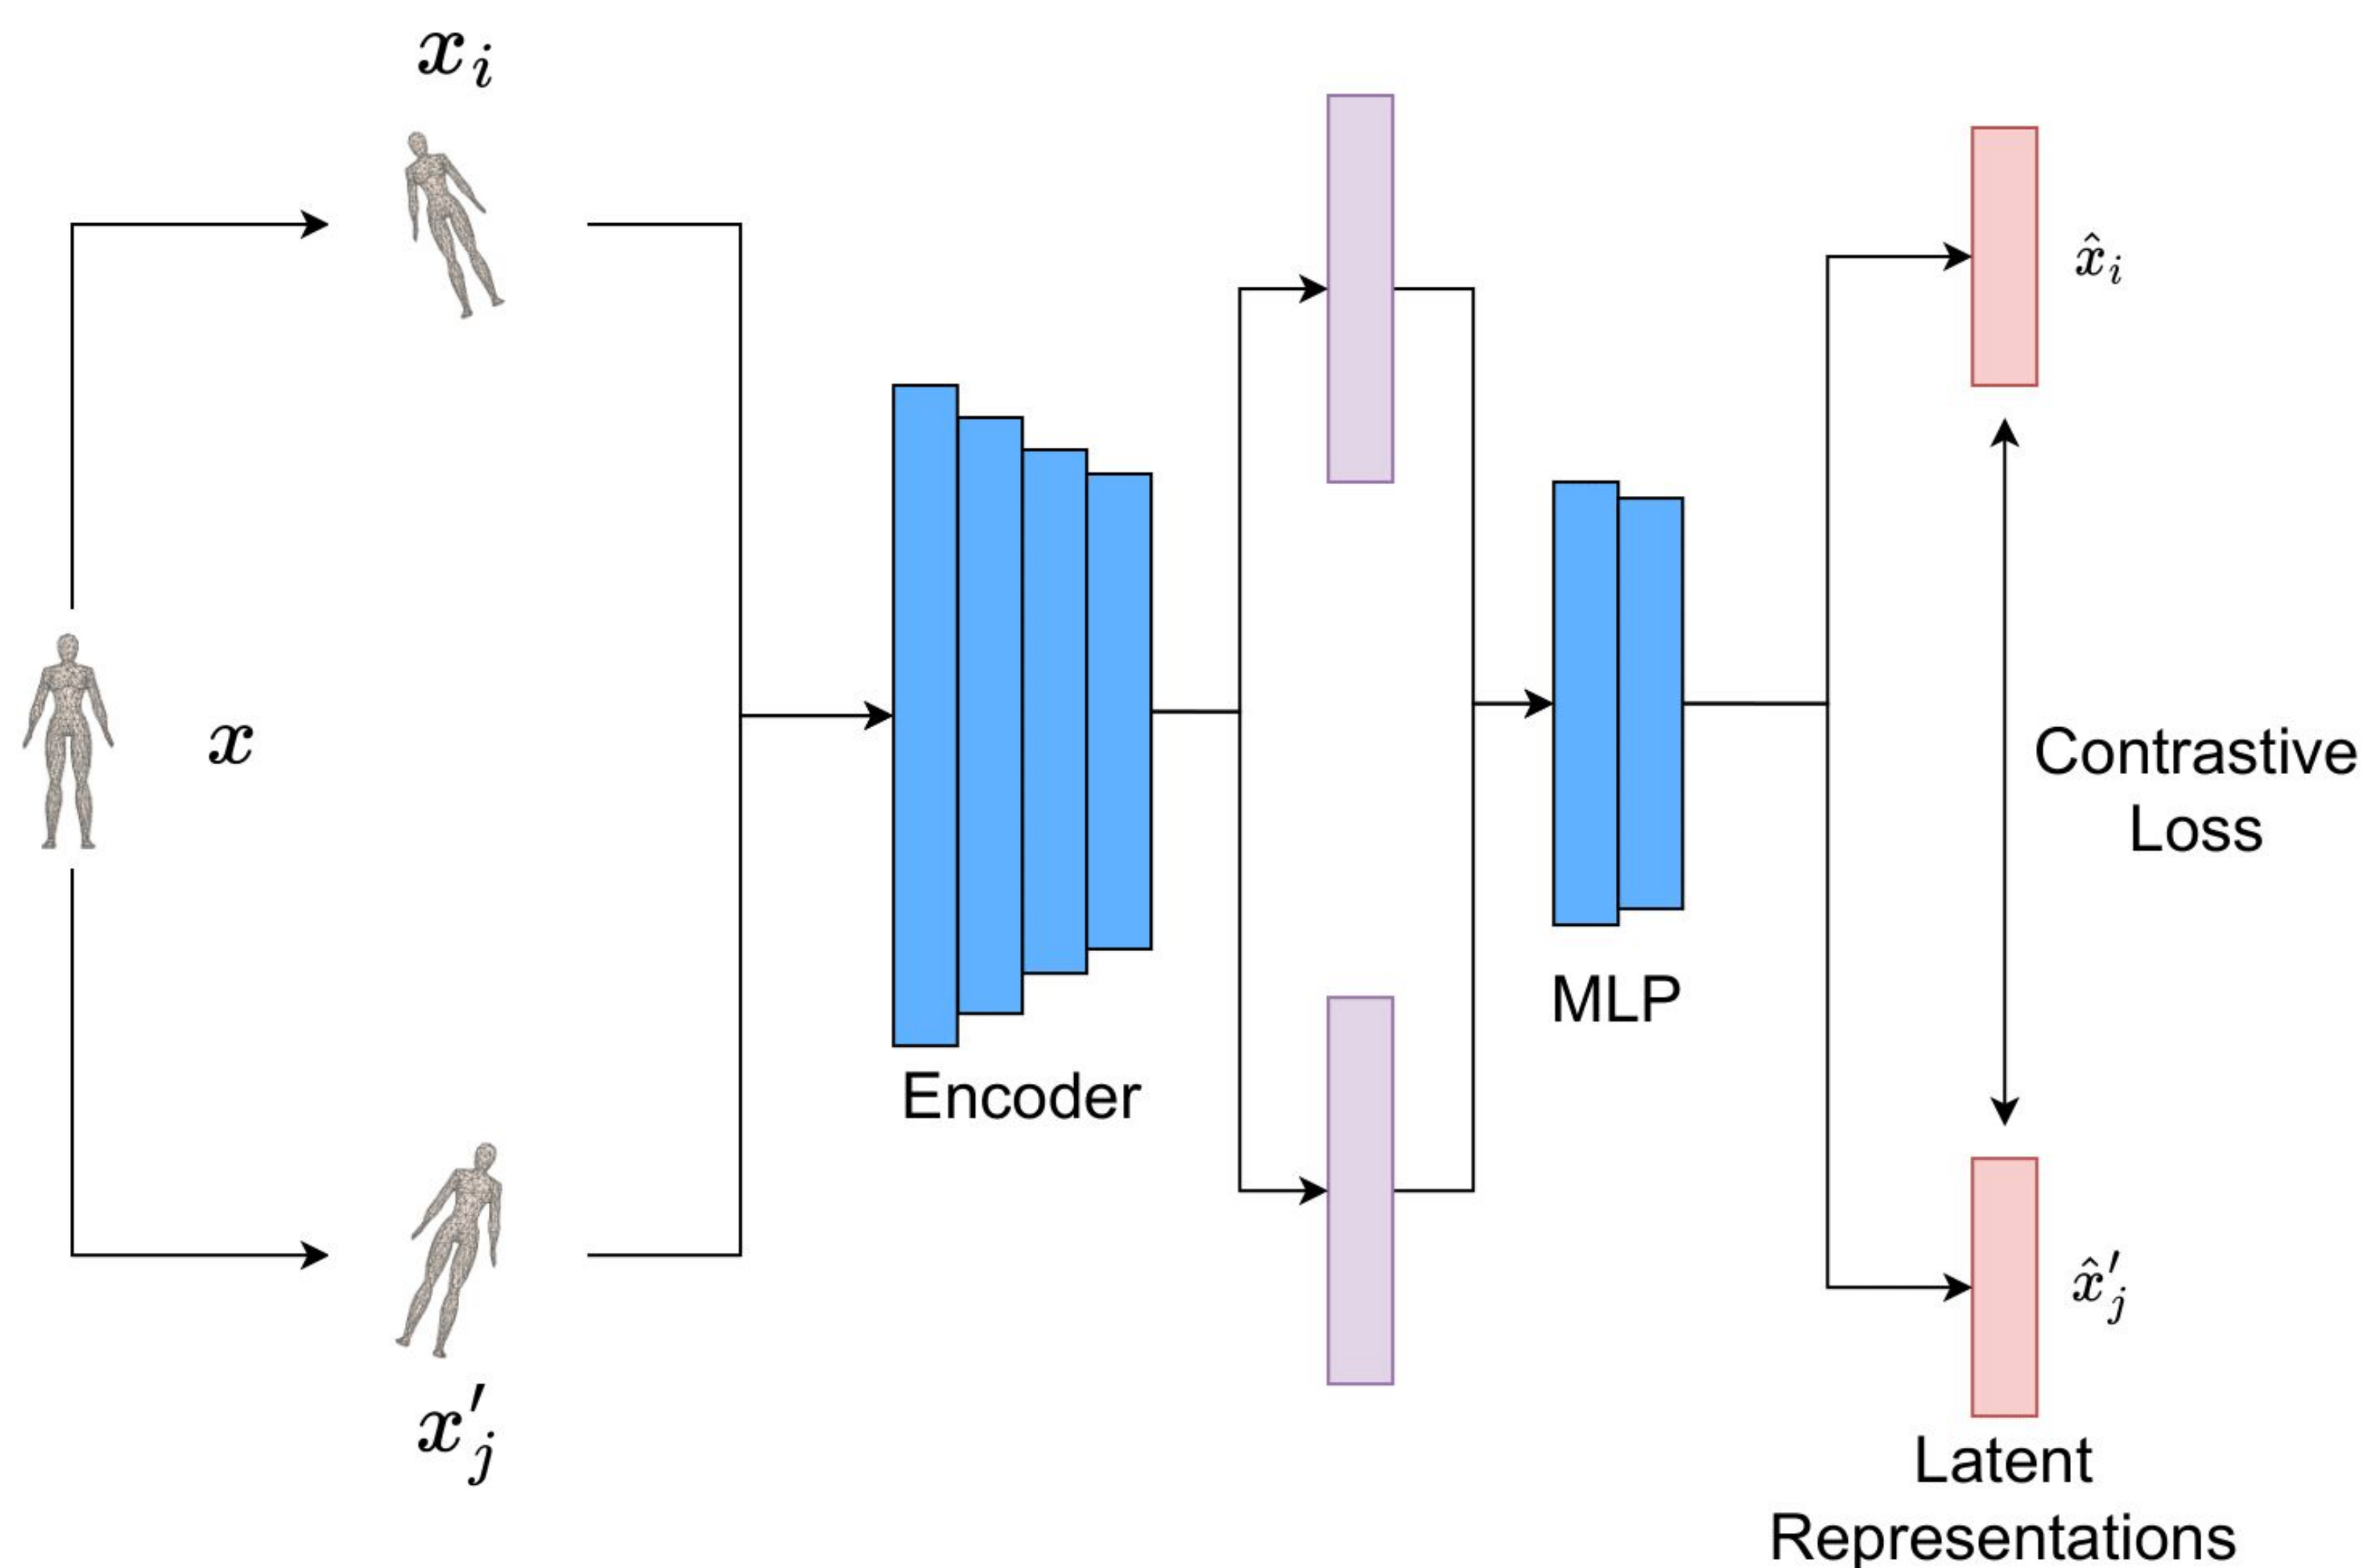 x_i
x
x'_j
Encoder
MLP
x̂_i
Contrastive
Loss
x̂'_j
Latent
Representations